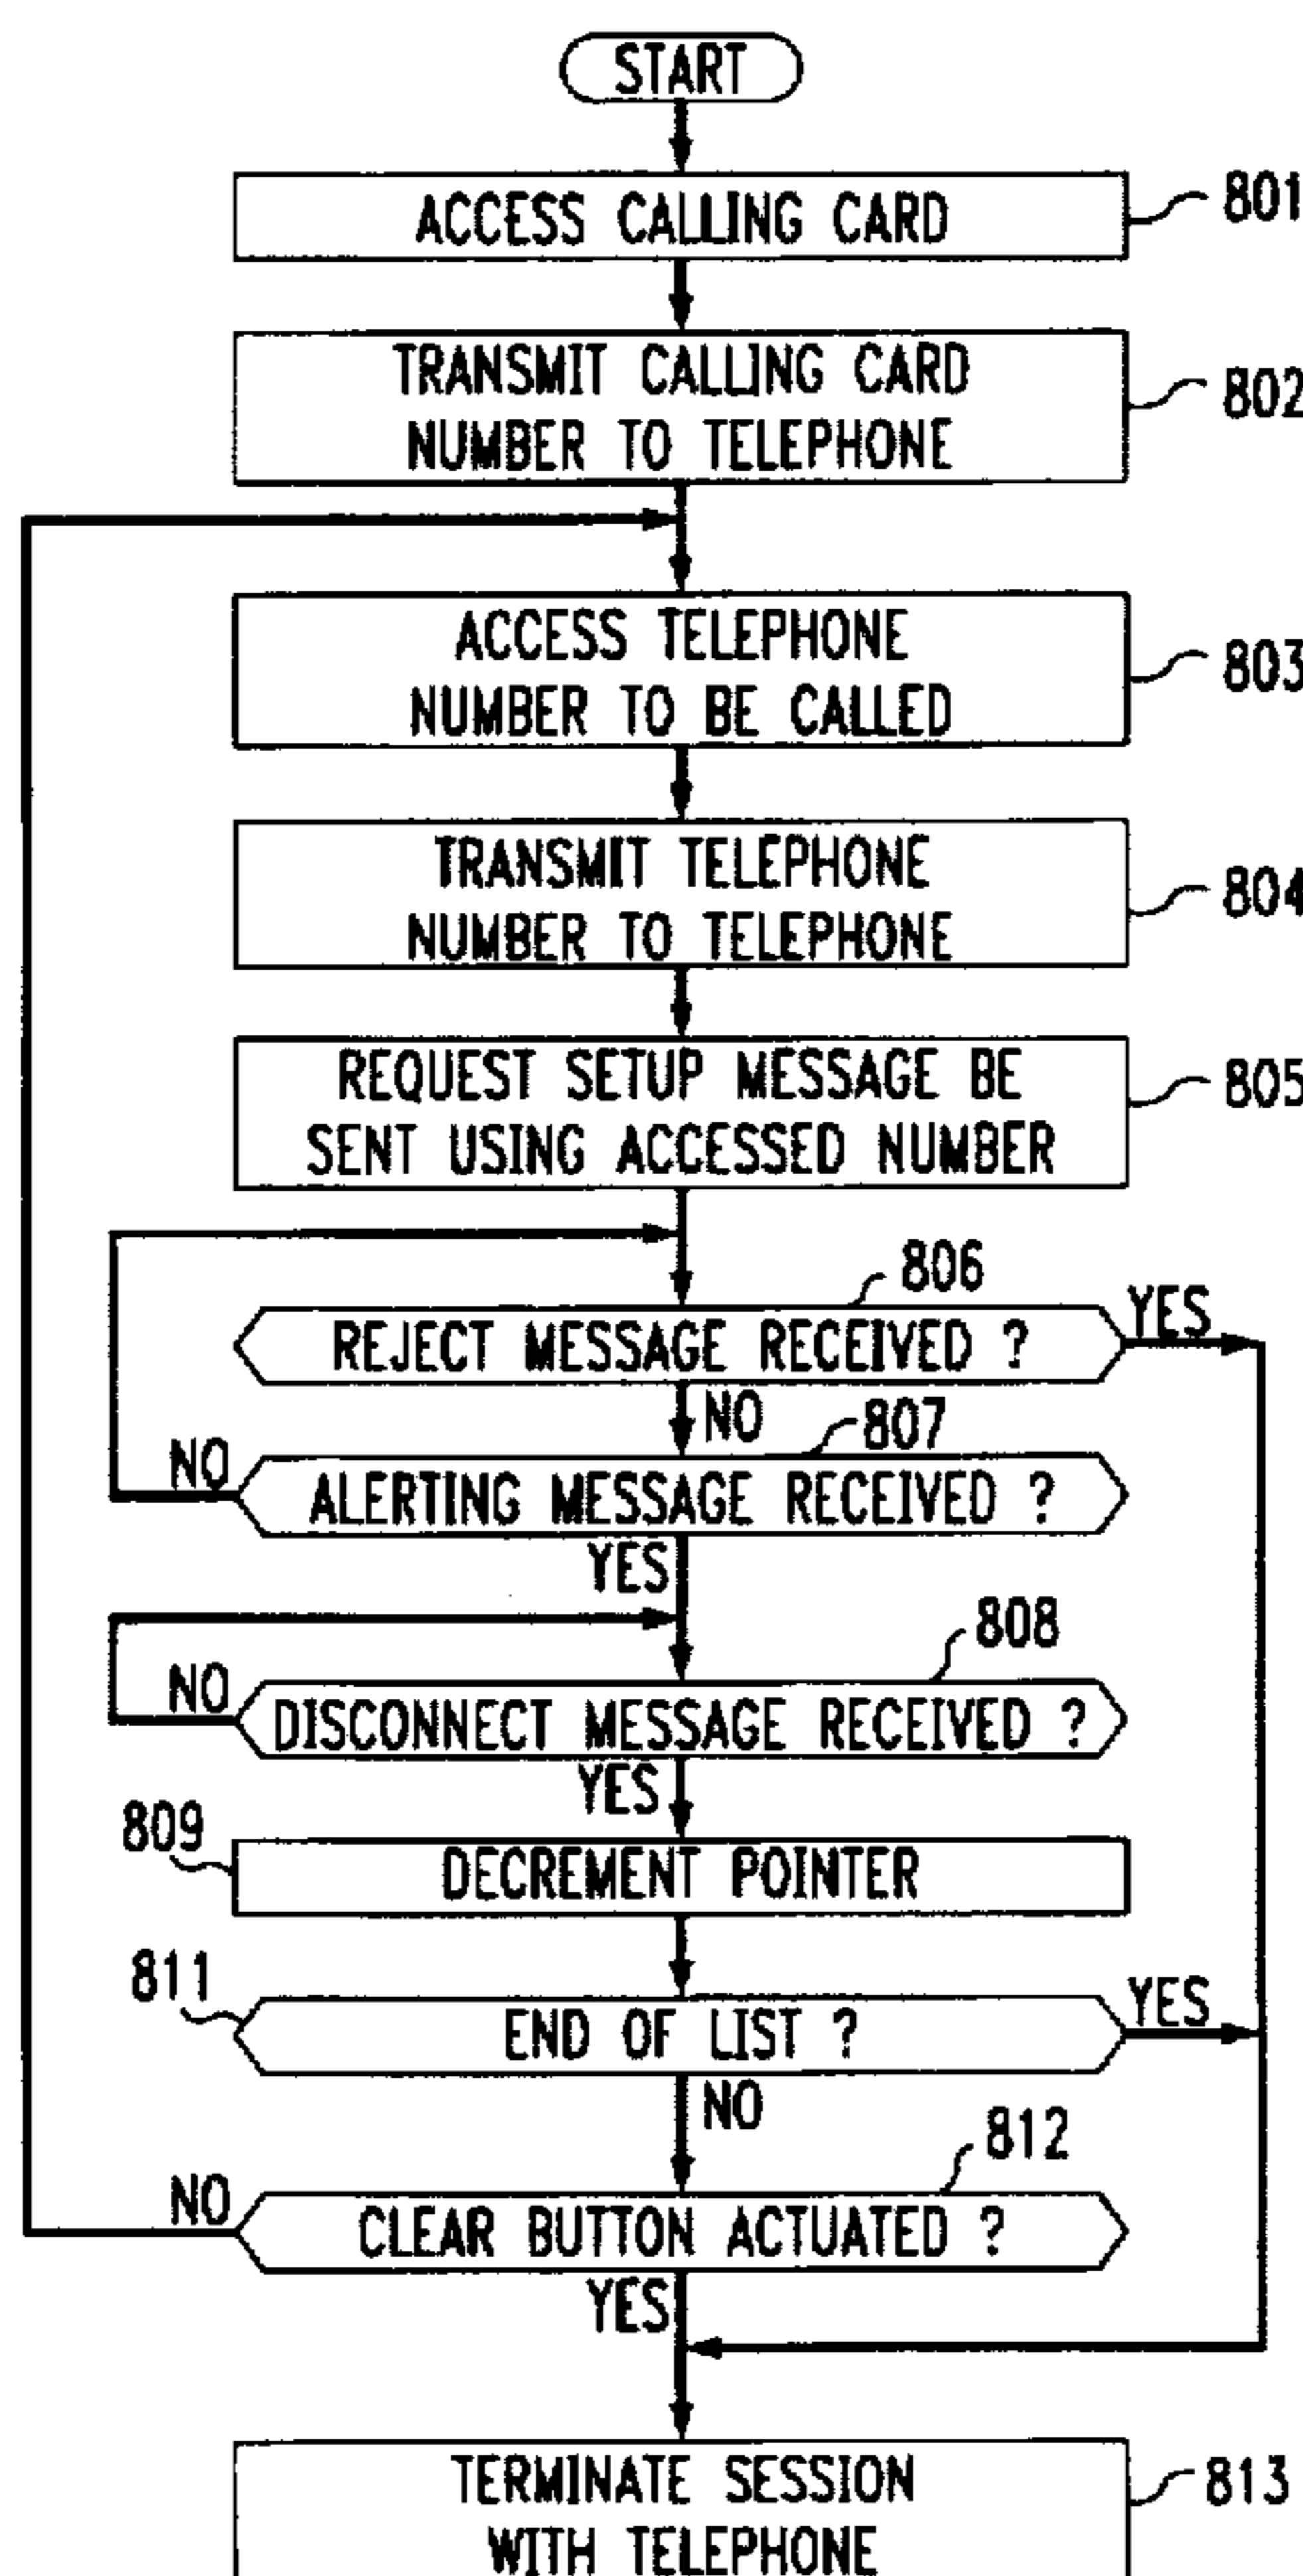 START
ACCESS CALLING CARD
801
TRANSMIT CALLING CARD
NUMBER TO TELEPHONE
802
ACCESS TELEPHONE
NUMBER TO BE CALLED
803
TRANSMIT TELEPHONE
NUMBER TO TELEPHONE
804
REQUEST SETUP MESSAGE BE
SENT USING ACCESSED NUMBER
805
806
REJECT MESSAGE RECEIVED ?
YES
NO
807
NO
ALERTING MESSAGE RECEIVED ?
YES
808
NO
DISCONNECT MESSAGE RECEIVED ?
YES
809
DECREMENT POINTER
811
END OF LIST ?
YES
NO
812
NO
CLEAR BUTTON ACTUATED ?
YES
TERMINATE SESSION
WITH TELEPHONE
813